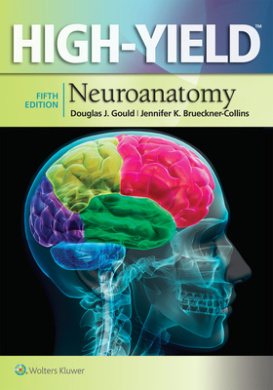 HIGH-YIELD™
FIFTH
EDITION
Neuroanatomy
Douglas J. Gould | Jennifer K. Brueckner-Collins
Wolters Kluwer